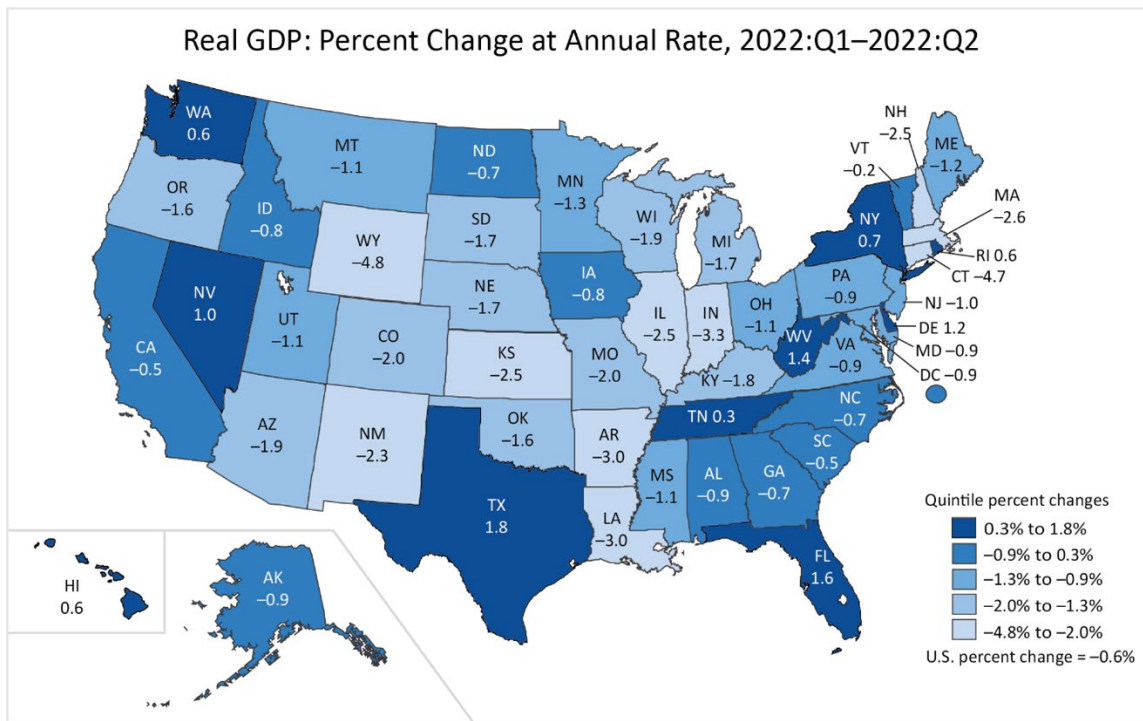 Real GDP: Percent Change at Annual Rate, 2022:Q1–2022:Q2
WA
0.6
MT
–1.1
ND
–0.7
MN
–1.3
OR
–1.6
ID
–0.8
WY
–4.8
SD
–1.7
WI
–1.9
MI
–1.7
NY
0.7
VT
–0.2
NH
–2.5
ME
–1.2
MA
–2.6
RI 0.6
CT –4.7
NJ –1.0
DE 1.2
MD –0.9
DC –0.9
PA
–0.9
NV
1.0
UT
–1.1
CO
–2.0
NE
–1.7
IA
–0.8
IL
–2.5
IN
–3.3
OH
–1.1
WV
1.4
VA
–0.9
CA
–0.5
KS
–2.5
MO
–2.0
KY –1.8
TN 0.3
NC
–0.7
SC
–0.5
AZ
–1.9
NM
–2.3
OK
–1.6
AR
–3.0
MS
–1.1
AL
–0.9
GA
–0.7
TX
1.8
LA
–3.0
FL
1.6
HI
0.6
AK
–0.9
Quintile percent changes
0.3% to 1.8%
–0.9% to 0.3%
–1.3% to –0.9%
–2.0% to –1.3%
–4.8% to –2.0%
U.S. percent change = –0.6%